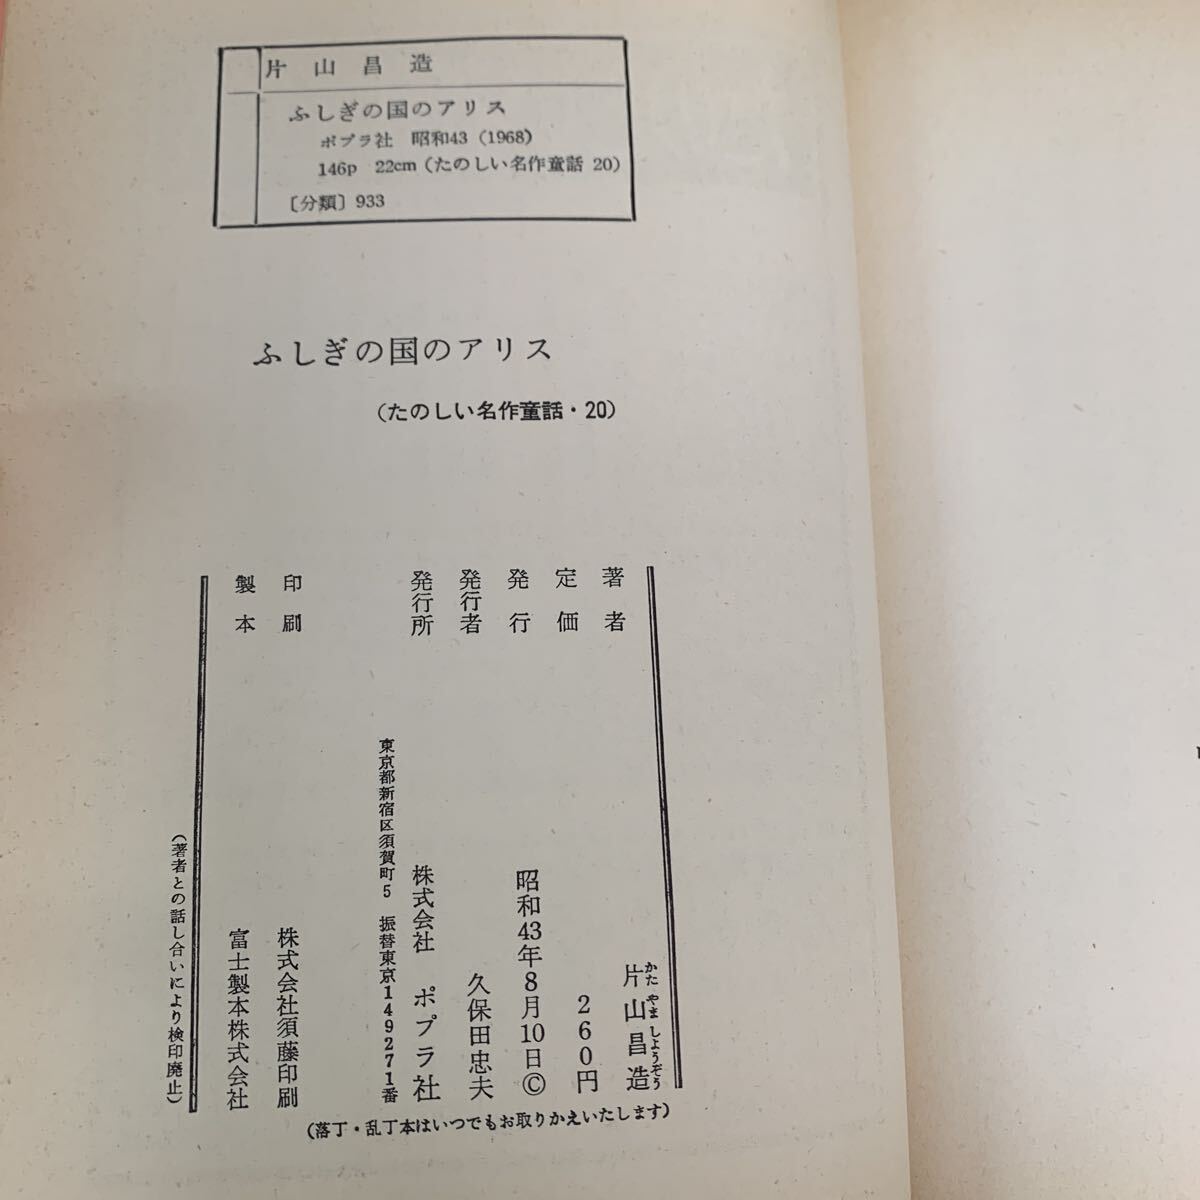 片山昌造
ふしぎの国のアリス
ポプラ社 昭和43（1968）
146p 22cm（たのしい名作童話 20）
〔分類〕933
ふしぎの国のアリス
（たのしい名作童話・20）
著者 片山昌造
かた やま しょうぞう
定価 260円
発行 昭和43年8月10日©
発行者 久保田忠夫
発行所 株式会社 ポプラ社
東京都新宿区須賀町5 振替東京149271番
印刷 株式会社須藤印刷
製本 富士製本株式会社
（著者との話し合いにより検印廃止）
（落丁・乱丁本はいつでもお取りかえいたします）